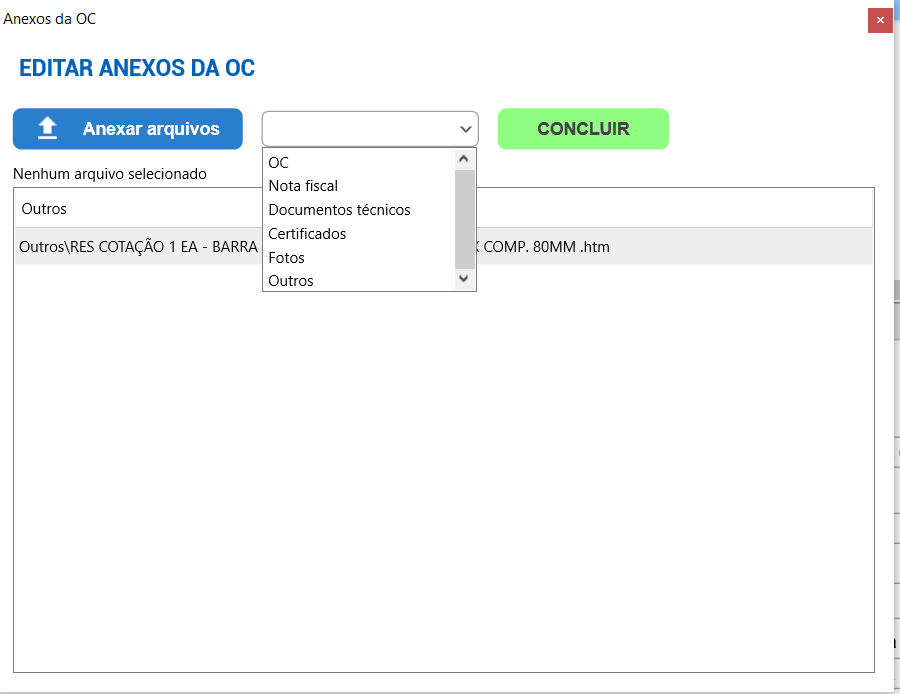 Anexos da OC
EDITAR ANEXOS DA OC
Anexar arquivos
CONCLUIR
Nenhum arquivo selecionado
OC
Nota fiscal
Documentos técnicos
Certificados
Fotos
Outros
Outros
Outros\RES COTAÇÃO 1 EA - BARRA
COMP. 80MM .htm